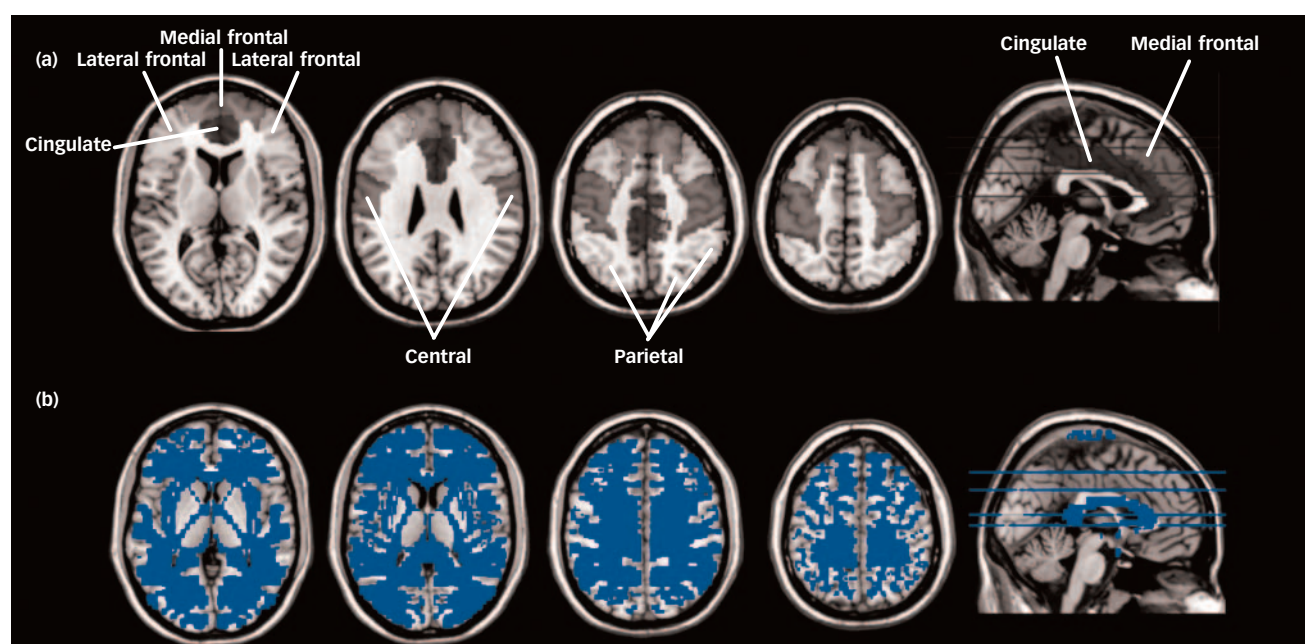 (a)
Medial frontal
Lateral frontal Lateral frontal
Cingulate
Cingulate Medial frontal
Central
Parietal
(b)